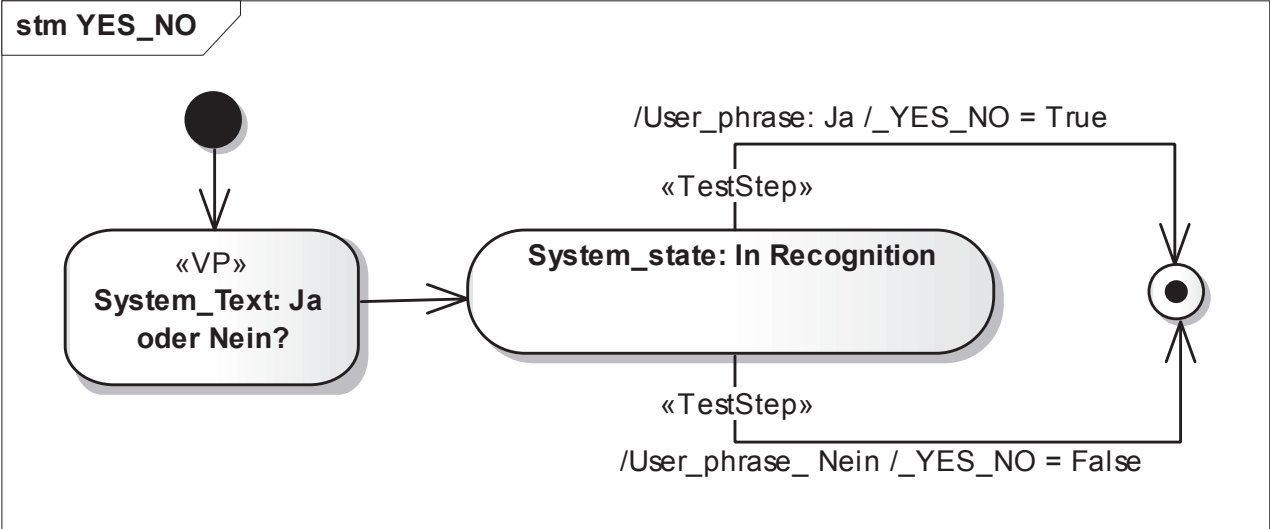 stm YES_NO
/User_phrase: Ja /_YES_NO = True
«TestStep»
«VP»
System_Text: Ja
oder Nein?
System_state: In Recognition
«TestStep»
/User_phrase_ Nein /_YES_NO = False